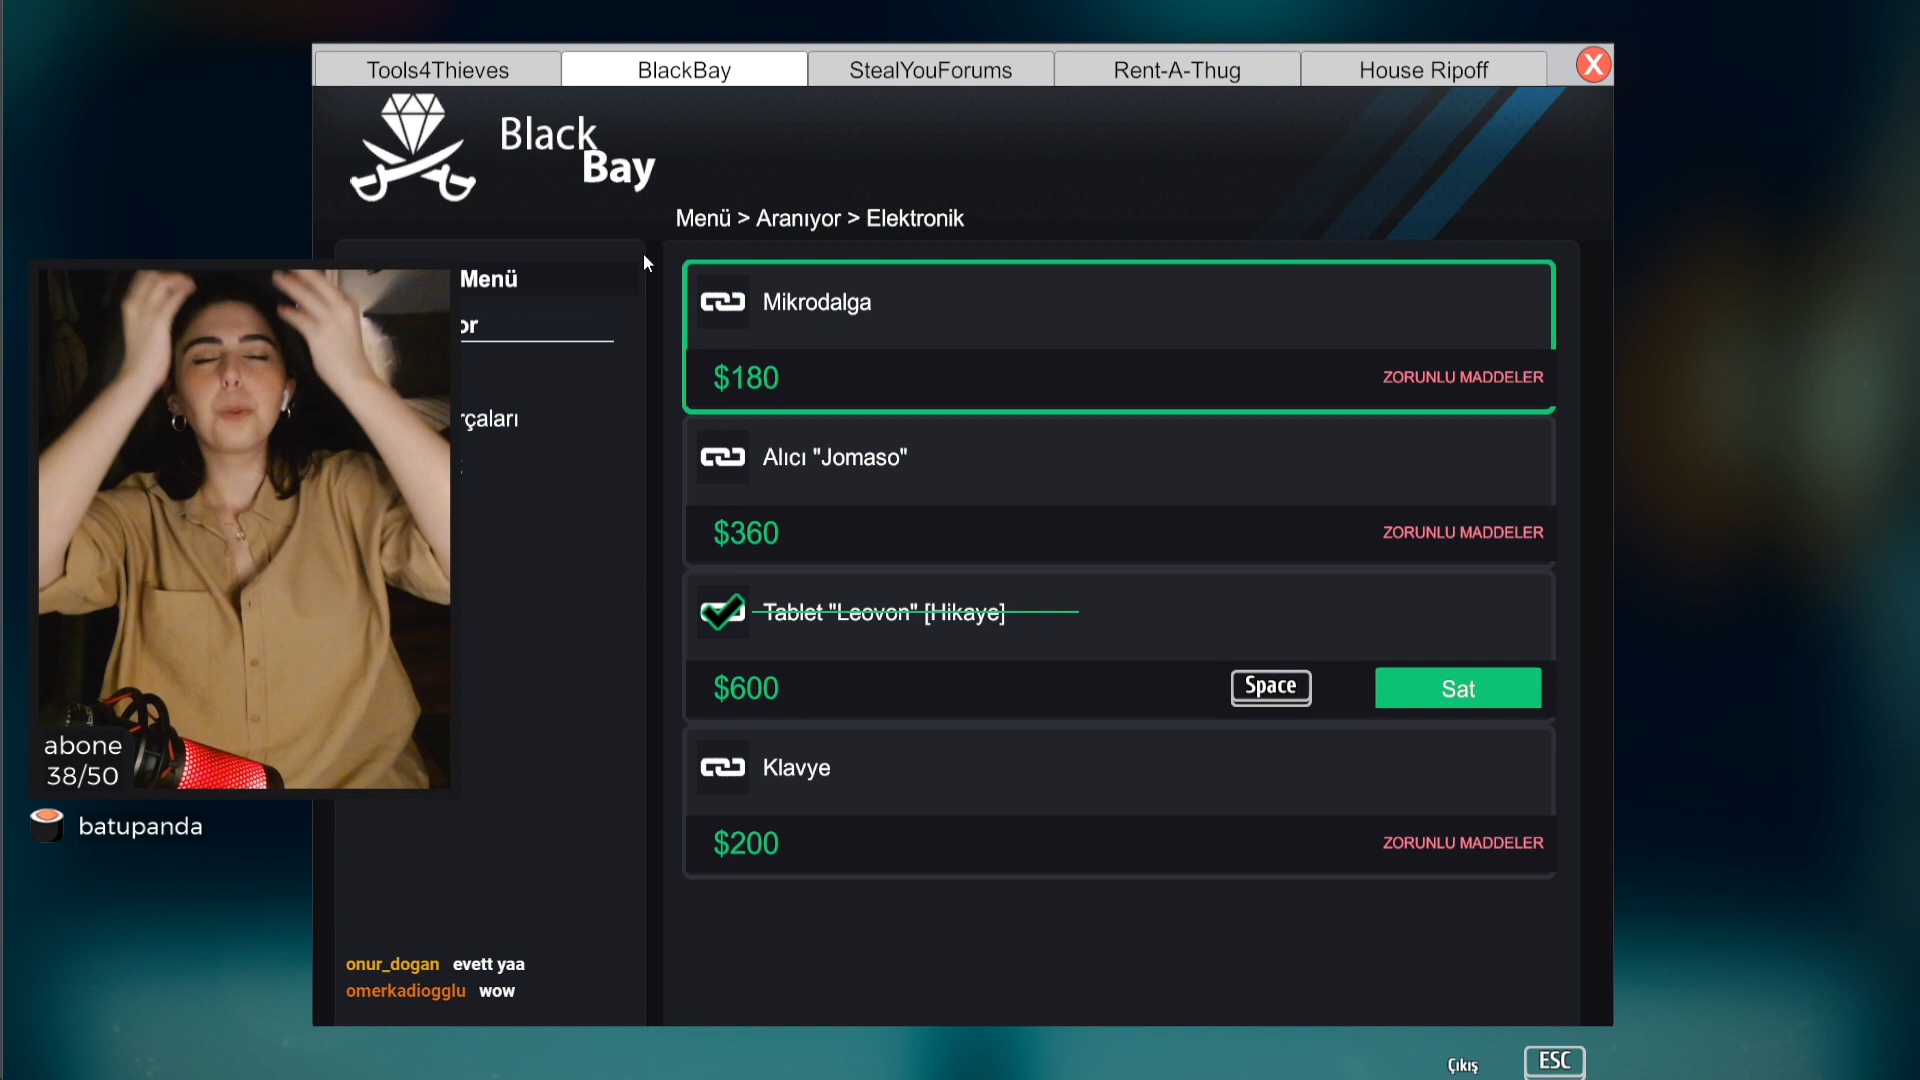 Tools4Thieves
BlackBay
StealYouForums
Rent-A-Thug
House Ripoff
X
Black
Bay
Menü > Aranıyor > Elektronik
Menü
or
rçaları
Mikrodalga
$180
ZORUNLU MADDELER
Alıcı "Jomaso"
$360
ZORUNLU MADDELER
Tablet "Leovon" [Hikaye]
$600
Space
Sat
Klavye
$200
ZORUNLU MADDELER
abone
38/50
batupanda
onur_dogan evett yaa
omerkadiogglu wow
Çıkış
ESC